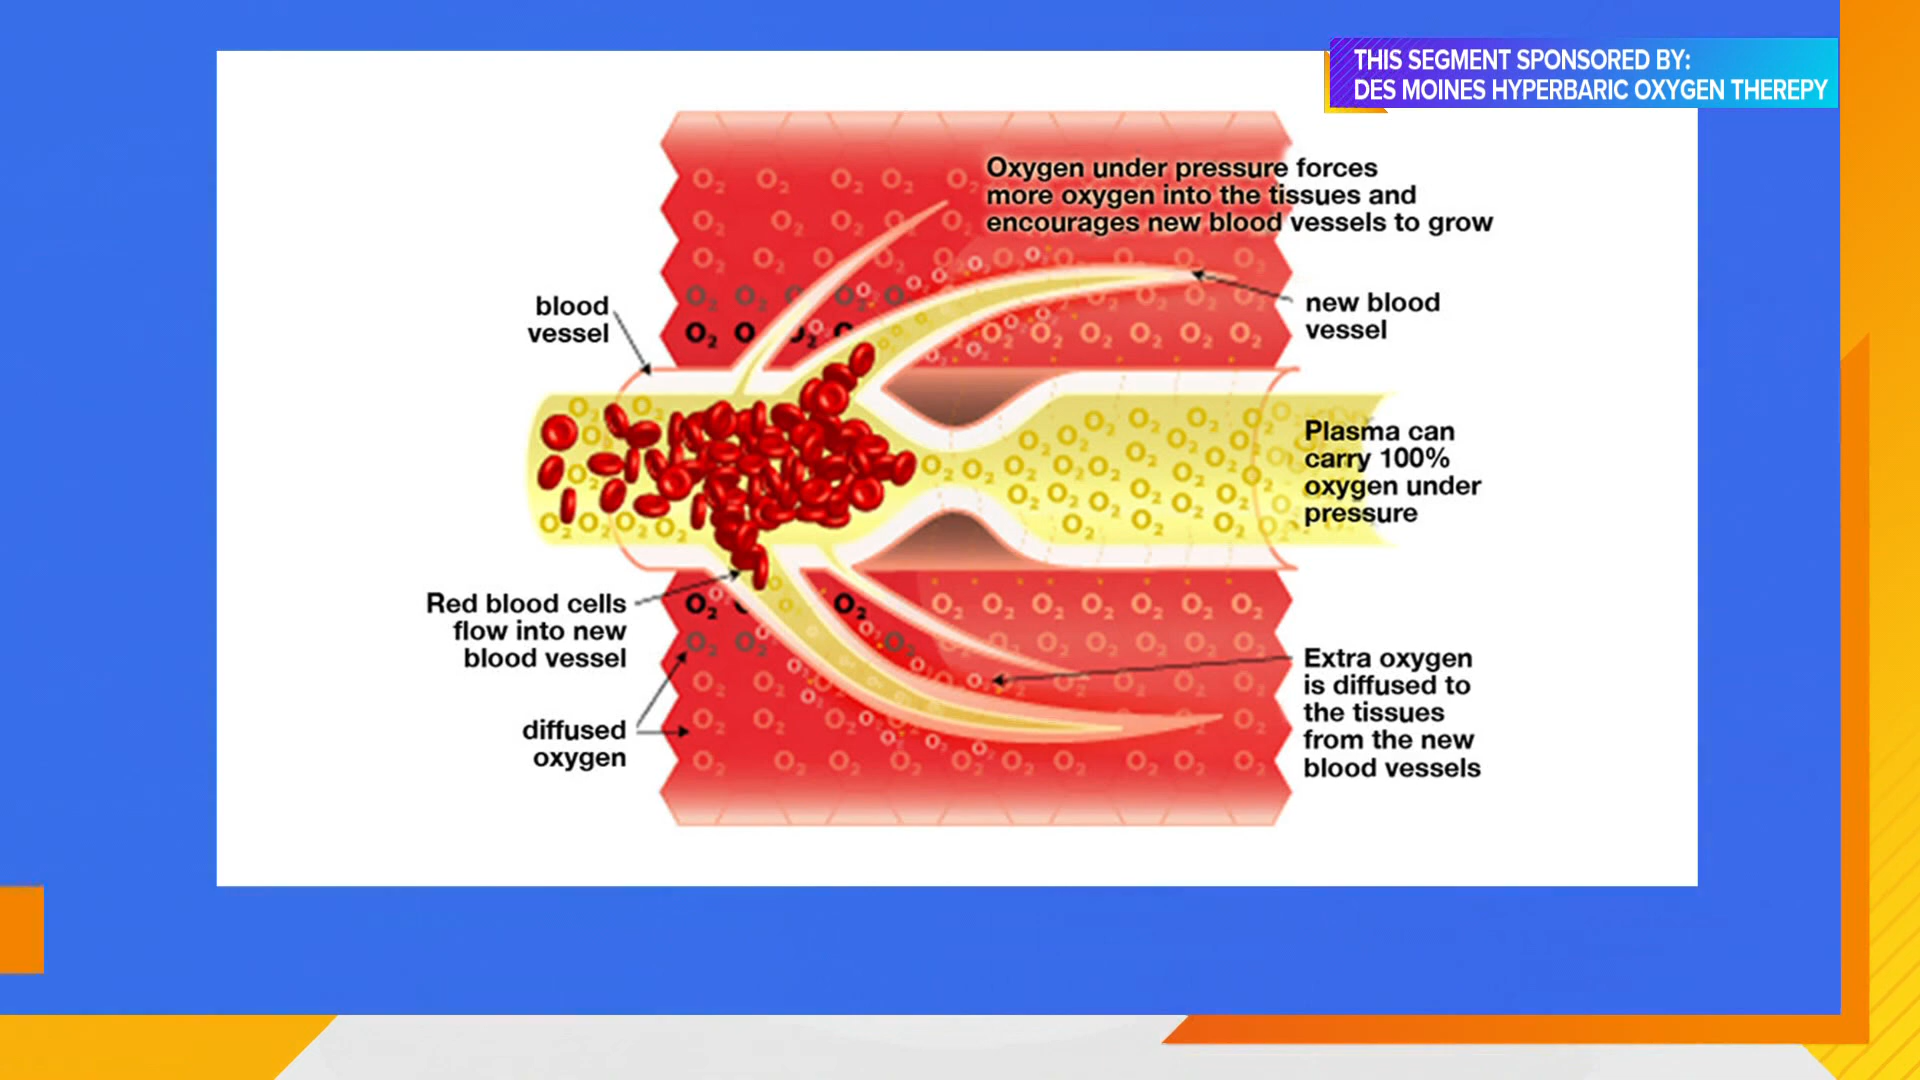 THIS SEGMENT SPONSORED BY:
DES MOINES HYPERBARIC OXYGEN THEREPY
Oxygen under pressure forces
more oxygen into the tissues and
encourages new blood vessels to grow
blood
vessel
new blood
vessel
Plasma can
carry 100%
oxygen under
pressure
Red blood cells
flow into new
blood vessel
diffused
oxygen
Extra oxygen
is diffused to
the tissues
from the new
blood vessels